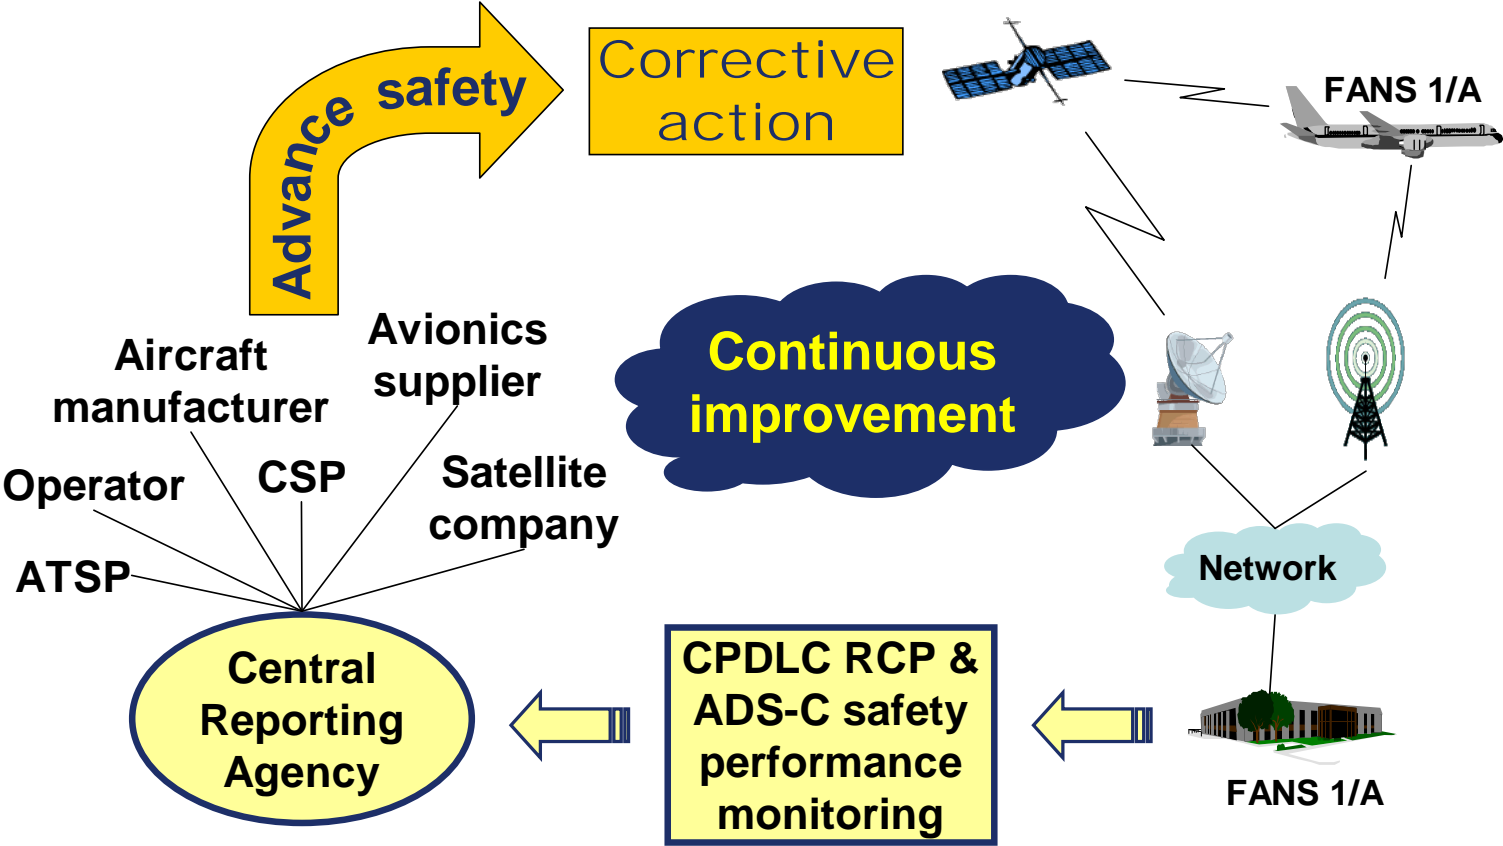 Advance safety
Corrective
action
FANS 1/A
Continuous
improvement
Aircraft
manufacturer
Avionics
supplier
Operator
CSP
Satellite
company
ATSP
Network
Central
Reporting
Agency
CPDLC RCP &
ADS-C safety
performance
monitoring
FANS 1/A